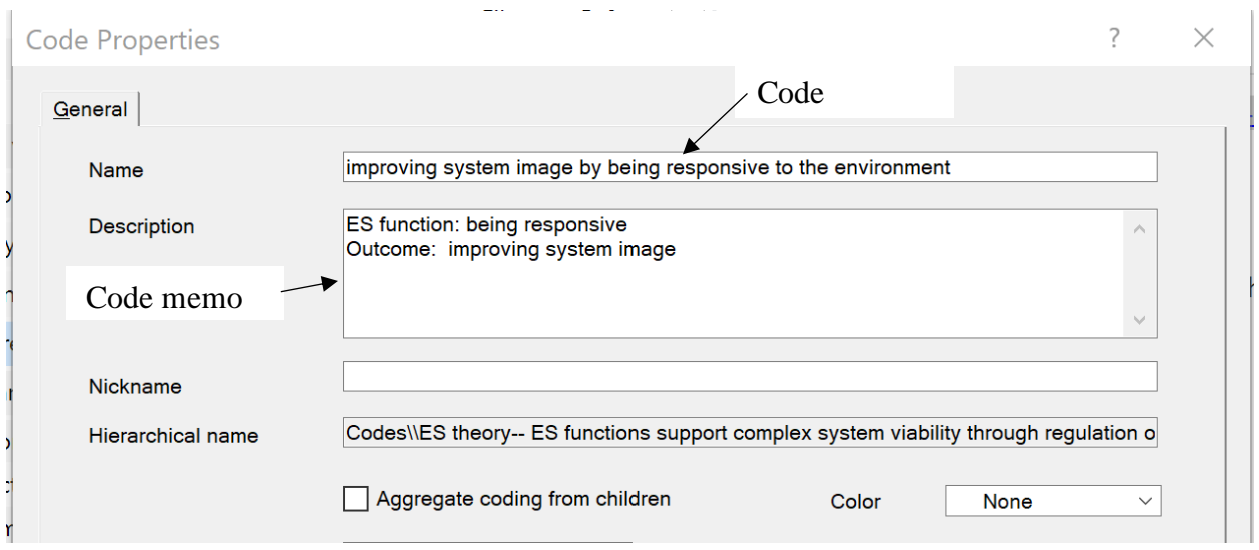 Code Properties
Code
General
Name
improving system image by being responsive to the environment
Description
ES function: being responsive
Outcome:  improving system image
Code memo
Nickname
Hierarchical name
Codes\\ES theory-- ES functions support complex system viability through regulation o
Aggregate coding from children
Color
None